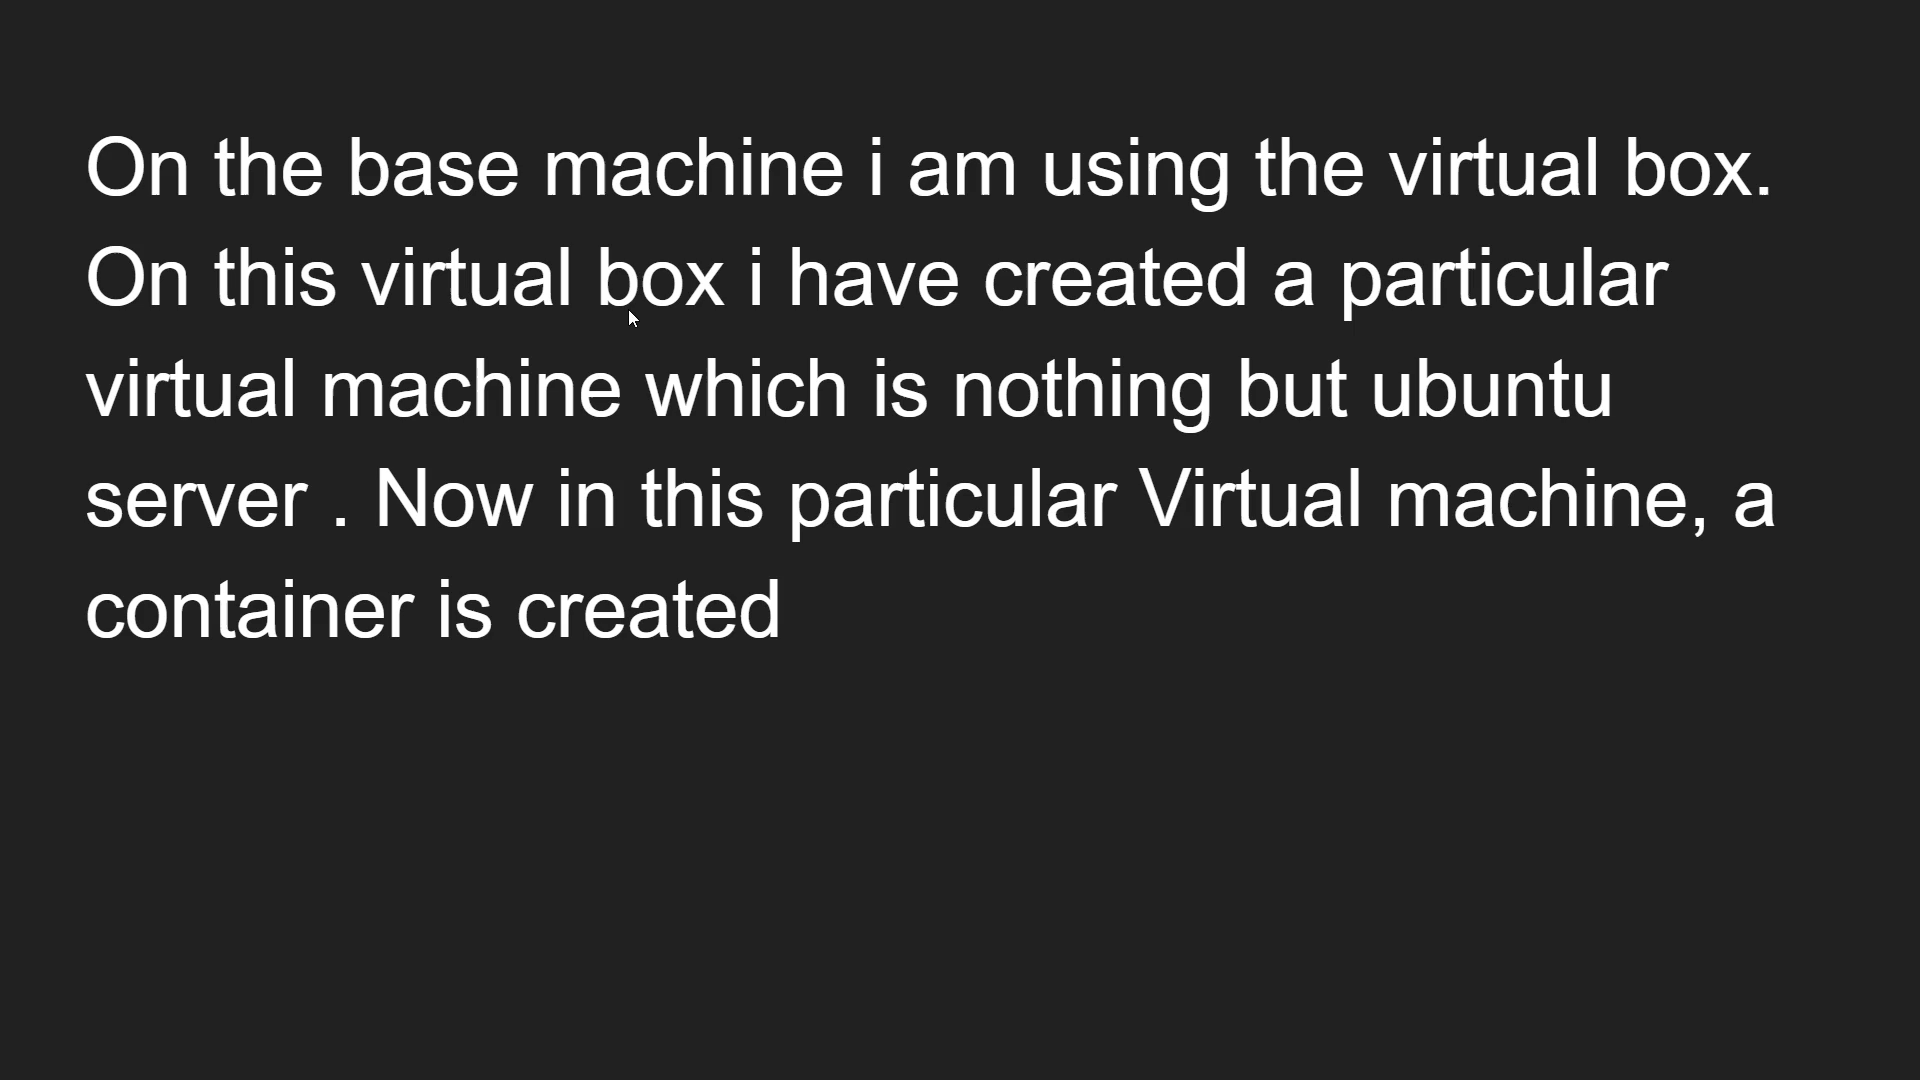 On the base machine i am using the virtual box.
On this virtual box i have created a particular
virtual machine which is nothing but ubuntu
server . Now in this particular Virtual machine, a
container is created